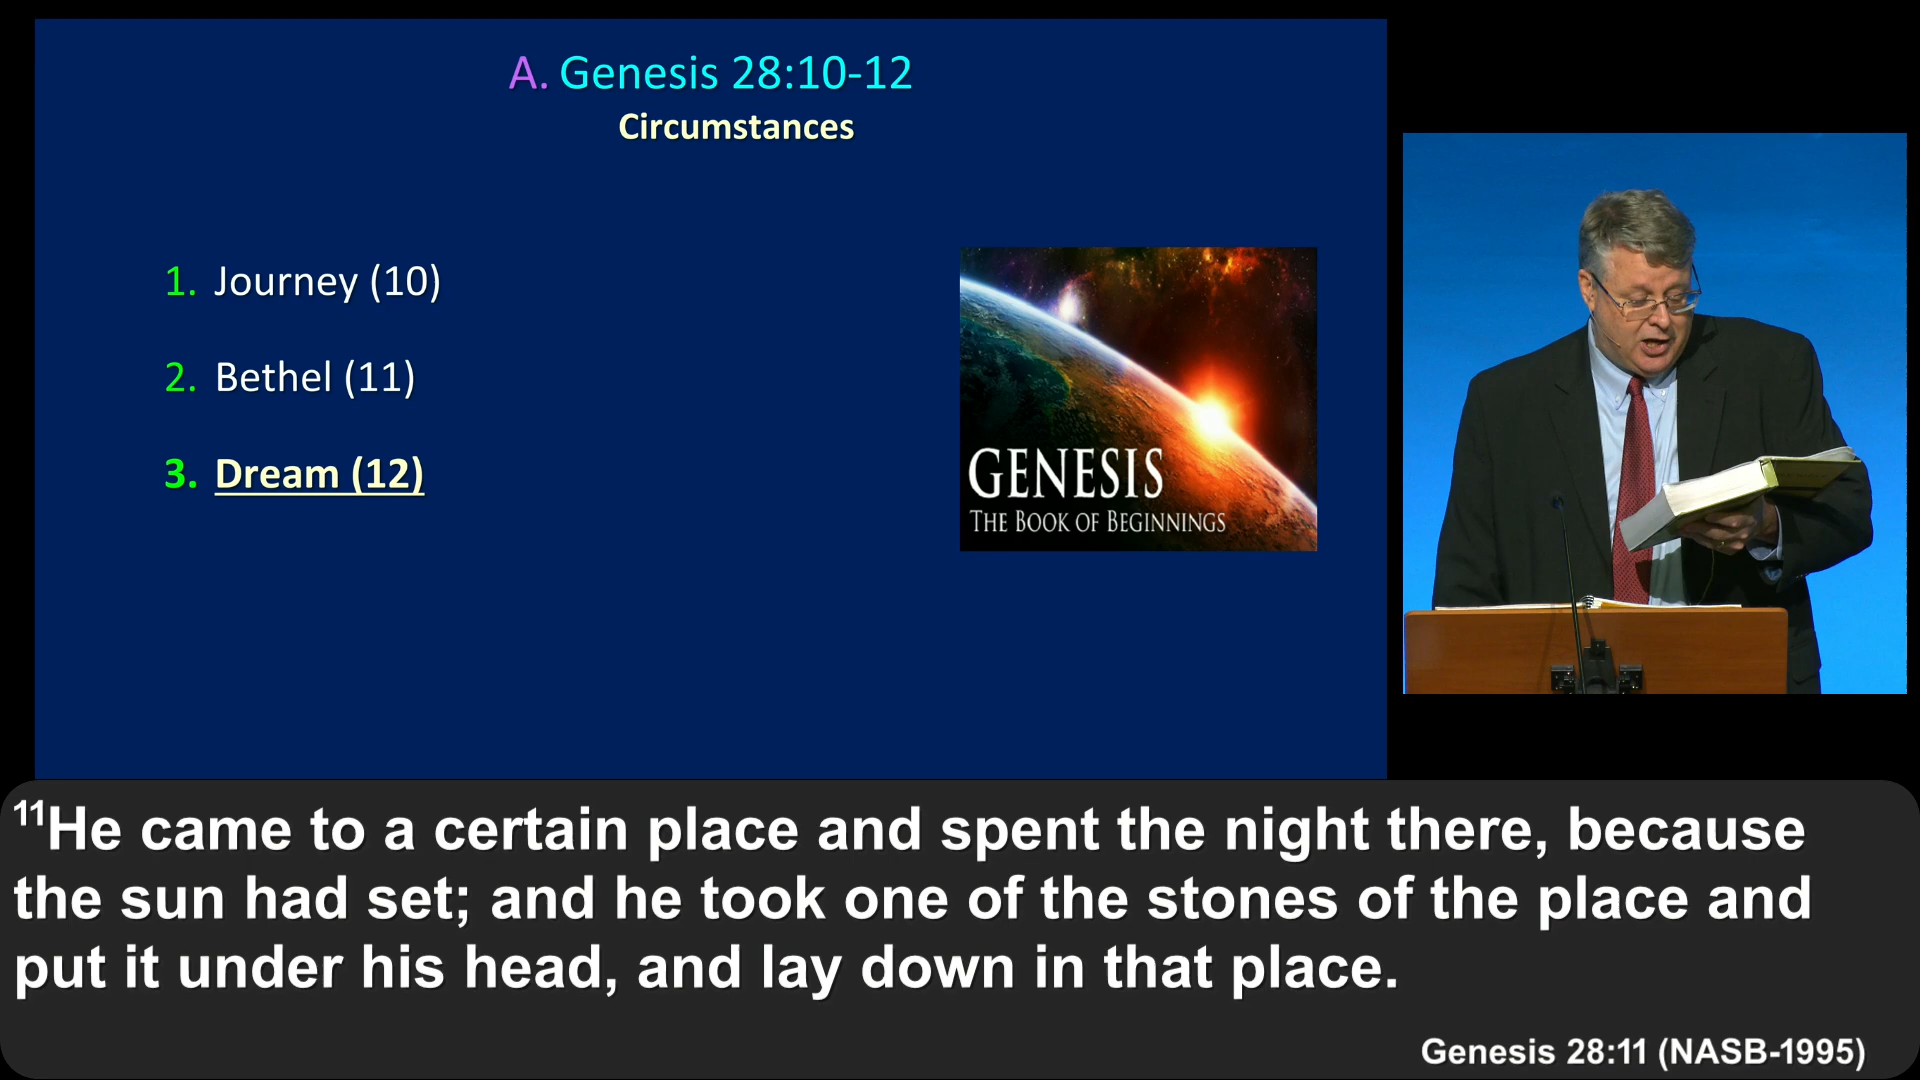 A. Genesis 28:10-12
Circumstances
1. Journey (10)
2. Bethel (11)
3. Dream (12)
GENESIS
THE BOOK OF BEGINNINGS
11He came to a certain place and spent the night there, because
the sun had set; and he took one of the stones of the place and
put it under his head, and lay down in that place.
Genesis 28:11 (NASB-1995)